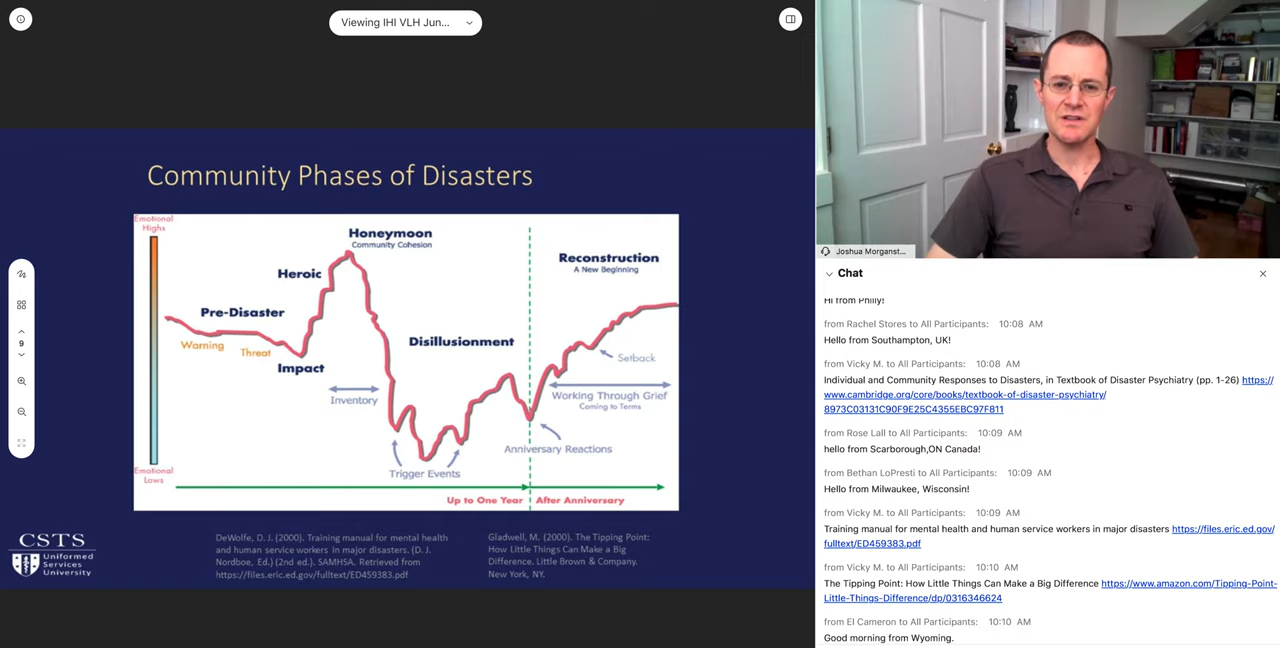 Viewing IHI VLH Jun...
Community Phases of Disasters
Emotional
Highs
Honeymoon
Community Cohesion
Heroic
Reconstruction
A New Beginning
Pre-Disaster
Warning
Threat
Impact
Disillusionment
Setback
Inventory
Working Through Grief
Coming to Terms
Trigger Events
Anniversary Reactions
Emotional
Lows
Up to One Year
After Anniversary
9
CSTS
Uniformed
Services
University
DeWolfe, D. J. (2000). Training manual for mental health
and human service workers in major disasters. (D. J.
Nordboe, Ed.) (2nd ed.). SAMHSA. Retrieved from
https://files.eric.ed.gov/fulltext/ED459383.pdf
Gladwell, M. (2000). The Tipping Point:
How Little Things Can Make a Big
Difference. Little Brown & Company.
New York, NY.
Joshua Morganst...
Chat
Hi from Philly!
from Rachel Stores to All Participants: 10:08 AM
Hello from Southampton, UK!
from Vicky M. to All Participants: 10:08 AM
Individual and Community Responses to Disasters, in Textbook of Disaster Psychiatry (pp. 1-26) https://
www.cambridge.org/core/books/textbook-of-disaster-psychiatry/
8973C03131C90F9E25C4355EBC97F811
from Rose Lall to All Participants: 10:09 AM
hello from Scarborough,ON Canada!
from Bethan LoPresti to All Participants: 10:09 AM
Hello from Milwaukee, Wisconsin!
from Vicky M. to All Participants: 10:09 AM
Training manual for mental health and human service workers in major disasters https://files.eric.ed.gov/
fulltext/ED459383.pdf
from Vicky M. to All Participants: 10:10 AM
The Tipping Point: How Little Things Can Make a Big Difference https://www.amazon.com/Tipping-Point-
Little-Things-Difference/dp/0316346624
from El Cameron to All Participants: 10:10 AM
Good morning from Wyoming.